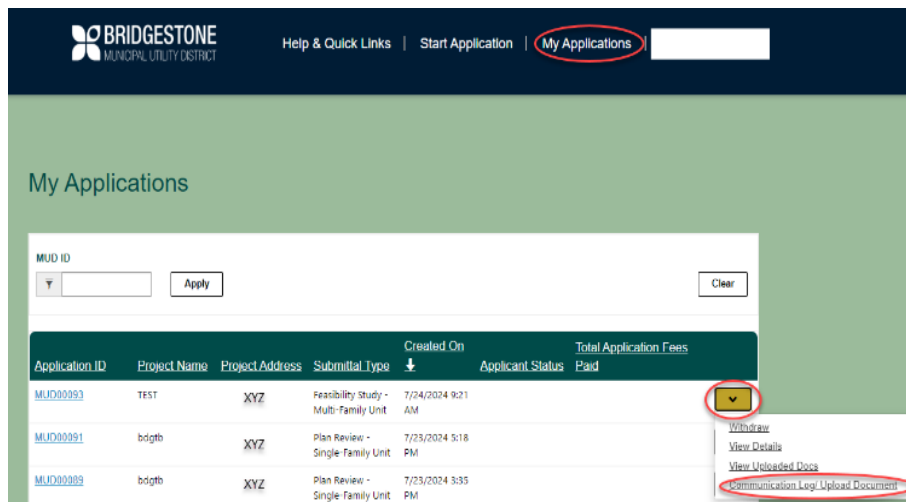 BRIDGESTONE
MUNICIPAL UTILITY DISTRICT
Help & Quick Links | Start Application | My Applications |
My Applications
MUD ID
Apply
Clear
Application ID Project Name Project Address Submittal Type Created On Applicant Status Total Application Fees Paid
MUD00093 TEST XYZ Feasibility Study - Multi-Family Unit 7/24/2024 9:21 AM
Withdraw
MUD00091 bdgtb XYZ Plan Review - Single-Family Unit 7/23/2024 5:18 PM
View Details
View Uploaded Docs
MUD00089 bdgtb XYZ Plan Review - Single-Family Unit 7/23/2024 3:35 PM
Communication Log/ Upload Document